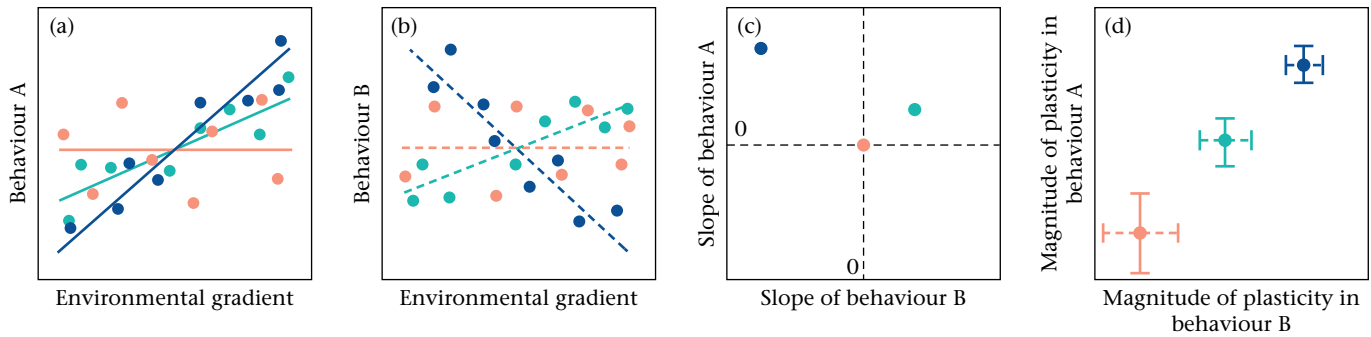 (a)
Behaviour A
Environmental gradient
(b)
Behaviour B
Environmental gradient
(c)
Slope of behaviour A
0
0
Slope of behaviour B
(d)
Magnitude of plasticity in
behaviour A
Magnitude of plasticity in
behaviour B